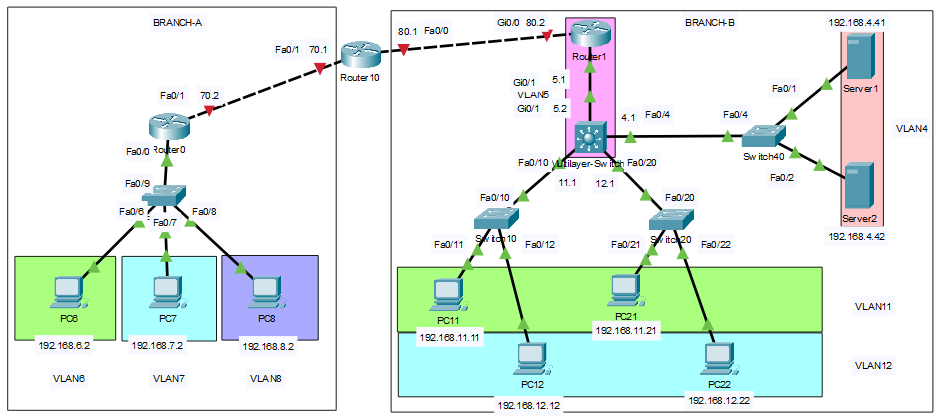 BRANCH-A
BRANCH-B
192.168.4.41
Gi0/0 80.2
80.1 Fa0/0
Fa0/1 70.1
Router10
Router1
Gi0/1 5.1
VLAN5
Gi0/1 5.2
Fa0/1
Server1
VLAN4
Fa0/1 70.2
Router0
4.1 Fa0/4
Fa0/4
Switch40
Fa0/0
Fa0/10
Fa0/20
11.1 12.1
Fa0/2
Fa0/9
Fa0/6
Fa0/7
Fa0/8
Fa0/10
Fa0/20
Switch10
Switch20
Server2
192.168.4.42
Fa0/11
Fa0/12
Fa0/21
Fa0/22
PC6
PC7
PC8
PC11
PC21
VLAN11
192.168.6.2
192.168.7.2
192.168.8.2
192.168.11.11
192.168.11.21
VLAN6
VLAN7
VLAN8
PC12
PC22
VLAN12
192.168.12.12
192.168.12.22